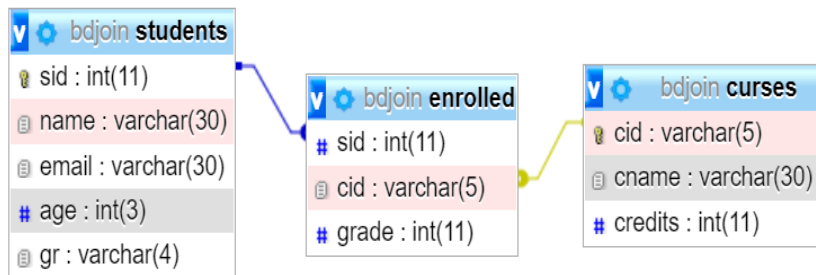 v bdjoin students
sid : int(11)
name : varchar(30)
email : varchar(30)
# age : int(3)
gr : varchar(4)
v bdjoin enrolled
# sid : int(11)
cid : varchar(5)
# grade : int(11)
v bdjoin curses
cid : varchar(5)
cname : varchar(30)
# credits : int(11)